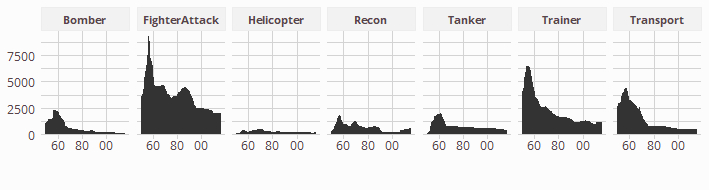 Bomber FighterAttack Helicopter Recon Tanker Trainer Transport
7500
5000
2500
0
60 80 00 60 80 00 60 80 00 60 80 00 60 80 00 60 80 00 60 80 00